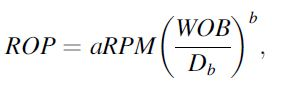 ROP = aRPM(WOB/D_b)^b,